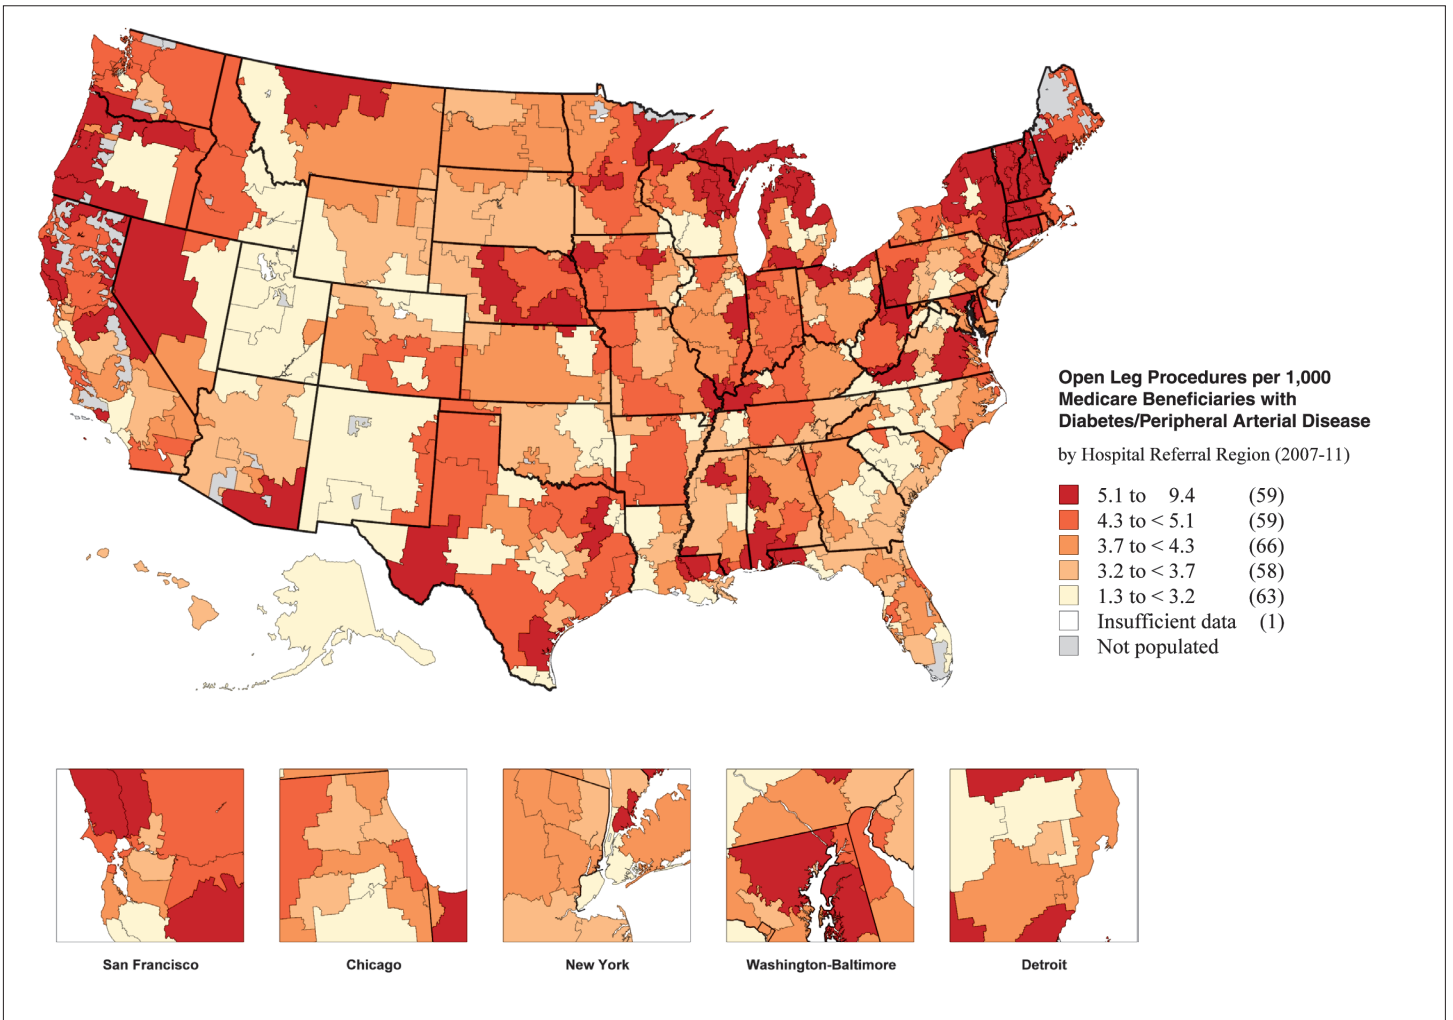 Open Leg Procedures per 1,000
Medicare Beneficiaries with
Diabetes/Peripheral Arterial Disease
by Hospital Referral Region (2007-11)
5.1 to 9.4 (59)
4.3 to < 5.1 (59)
3.7 to < 4.3 (66)
3.2 to < 3.7 (58)
1.3 to < 3.2 (63)
Insufficient data (1)
Not populated
San Francisco
Chicago
New York
Washington-Baltimore
Detroit